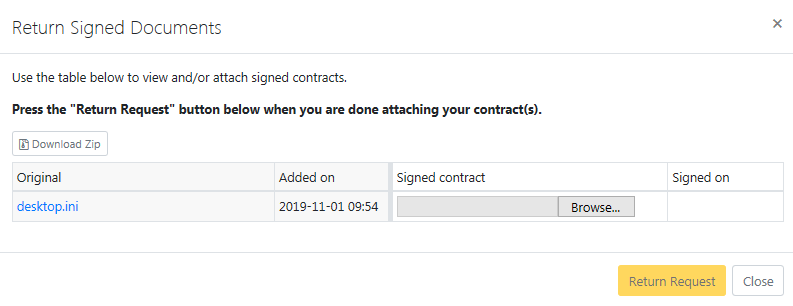 Return Signed Documents
×
Use the table below to view and/or attach signed contracts.
Press the "Return Request" button below when you are done attaching your contract(s).
Download Zip
Original Added on Signed contract Signed on
desktop.ini 2019-11-01 09:54 Browse...
Return Request Close